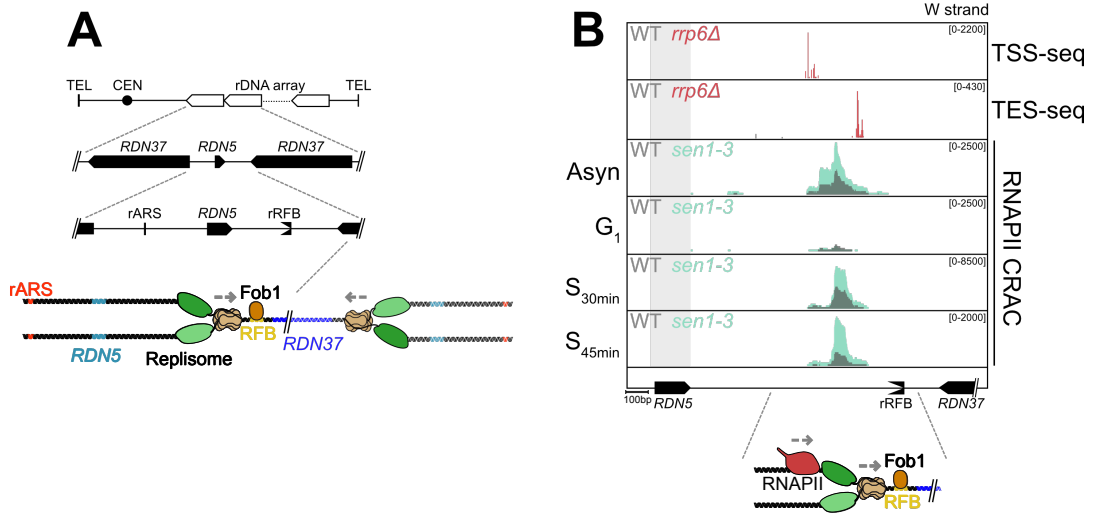 A
TEL CEN rDNA array TEL
RDN37 RDN5 RDN37
rARS RDN5 rRFB
rARS
Fob1
RFB
RDN37
RDN5
Replisome
B
W strand
WT rrp6Δ [0-2200] TSS-seq
WT rrp6Δ [0-430] TES-seq
Asyn WT sen1-3 [0-2500]
G1 WT sen1-3 [0-2500]
S30min WT sen1-3 [0-8500]
S45min WT sen1-3 [0-2000]
RNAPII CRAC
100bp RDN5 rRFB RDN37
Fob1
RNAPII
RFB